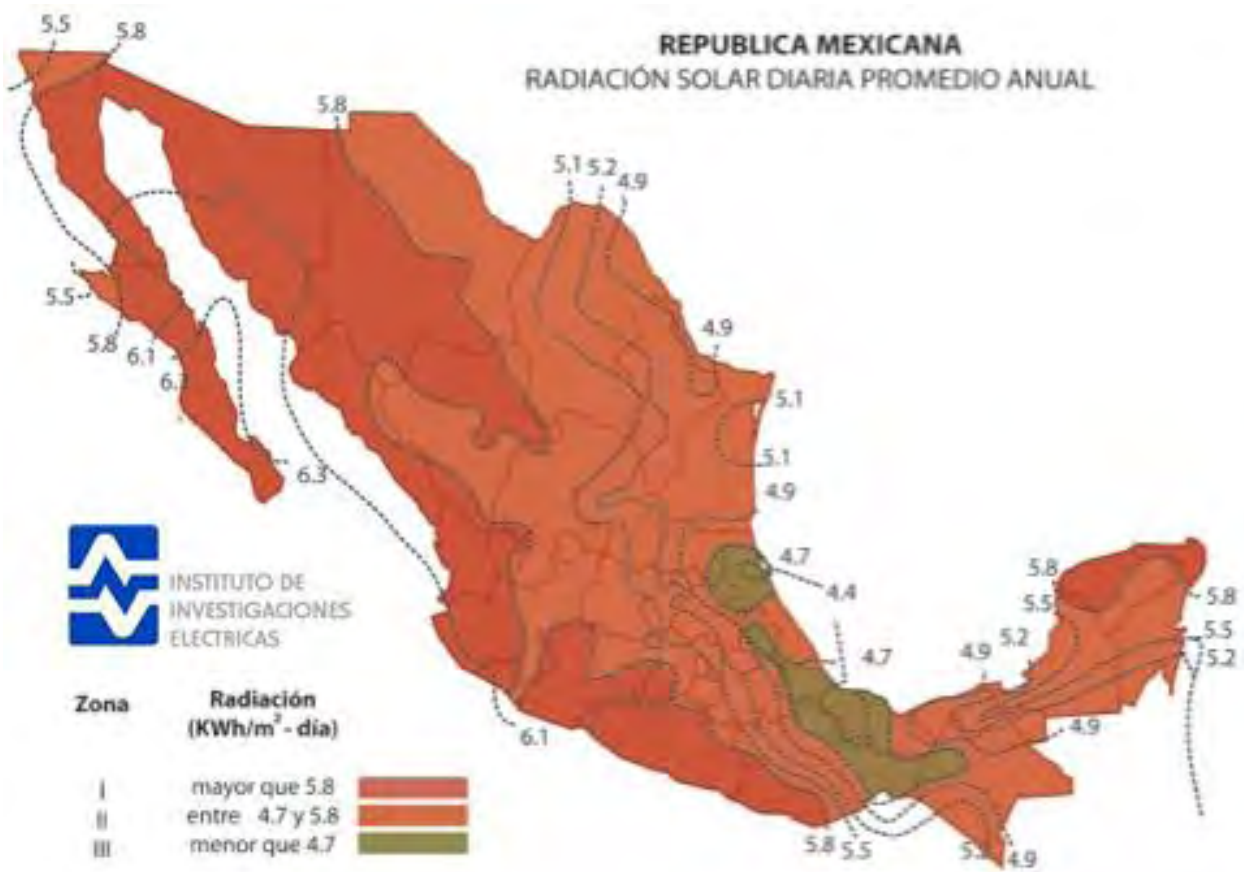 REPUBLICA MEXICANA
RADIACIÓN SOLAR DIARIA PROMEDIO ANUAL
5.5
5.8
5.8
5.1
5.2
4.9
5.5
5.8
6.1
6.3
4.9
5.1
5.1
4.9
4.7
4.4
4.7
5.8
5.5
5.2
4.9
5.8
5.5
5.2
4.9
6.1
5.8
5.5
4.9
INSTITUTO DE
INVESTIGACIONES
ELECTRICAS
Zona
Radiación
(KWh/m² - día)
I
mayor que 5.8
II
entre 4.7 y 5.8
III
menor que 4.7